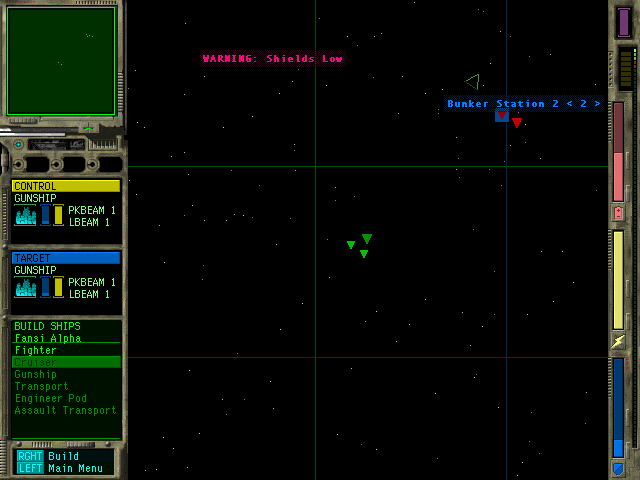 WARNING: Shields Low
Bunker Station 2 < 2 >
CONTROL
GUNSHIP
PKBEAM 1
LBEAM 1
TARGET
GUNSHIP
PKBEAM 1
LBEAM 1
BUILD SHIPS
Fansi Alpha
Fighter
Cruiser
Gunship
Transport
Engineer Pod
Assault Transport
RGHT Build
LEFT Main Menu